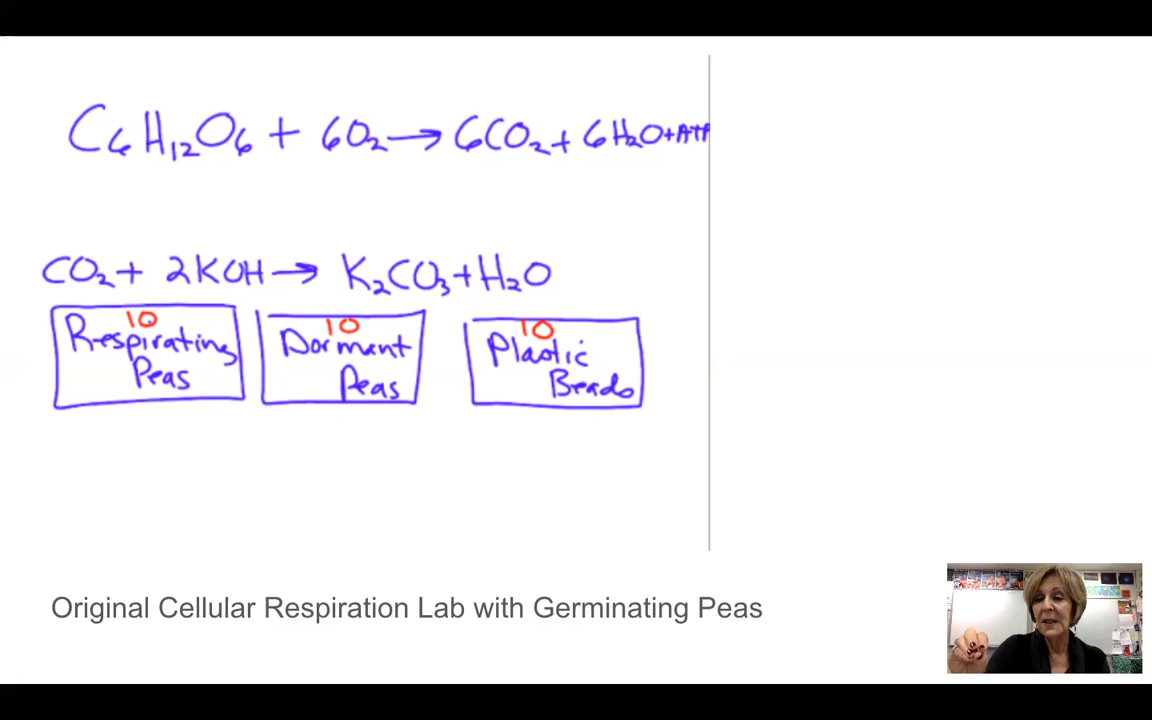 C₆H₁₂O₆ + 6O₂ → 6CO₂ + 6H₂O + ATP
CO₂ + 2KOH → K₂CO₃ + H₂O
10
Respirating
Peas
10
Dormant
Peas
10
Plastic
Beads
Original Cellular Respiration Lab with Germinating Peas